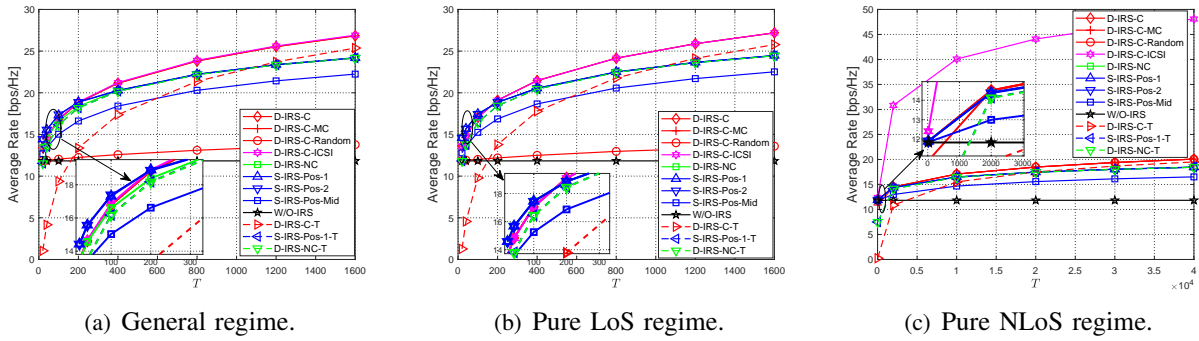 Average Rate [bps/Hz]
30
25
20
15
10
5
0
18
16
14
100
200
300
D-IRS-C
D-IRS-C-MC
D-IRS-C-Random
D-IRS-C-ICSI
D-IRS-NC
S-IRS-Pos-1
S-IRS-Pos-2
S-IRS-Pos-Mid
W/O-IRS
D-IRS-C-T
S-IRS-Pos-1-T
D-IRS-NC-T
0 200 400 600 800 1000 1200 1400 1600
T
(a) General regime.
Average Rate [bps/Hz]
30
25
20
15
10
5
0
18
16
14
100
200
300
D-IRS-C
D-IRS-C-MC
D-IRS-C-Random
D-IRS-C-ICSI
D-IRS-NC
S-IRS-Pos-1
S-IRS-Pos-2
S-IRS-Pos-Mid
W/O-IRS
D-IRS-C-T
S-IRS-Pos-1-T
D-IRS-NC-T
0 200 400 600 800 1000 1200 1400 1600
T
(b) Pure LoS regime.
Average Rate [bps/Hz]
50
45
40
35
30
25
20
15
10
5
0
14
13
12
0 1000 2000 3000
D-IRS-C
D-IRS-C-MC
D-IRS-C-Random
D-IRS-C-ICSI
D-IRS-NC
S-IRS-Pos-1
S-IRS-Pos-2
S-IRS-Pos-Mid
W/O-IRS
D-IRS-C-T
S-IRS-Pos-1-T
D-IRS-NC-T
0 1 2 3 4
T
× 10⁴
(c) Pure NLoS regime.